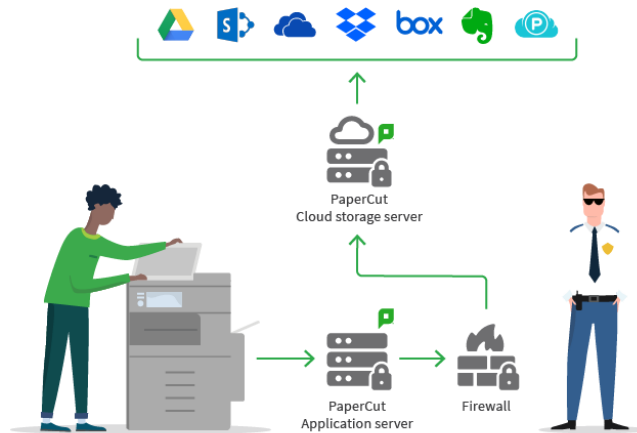 S
box
P
PaperCut
Cloud storage server
PaperCut
Application server
Firewall